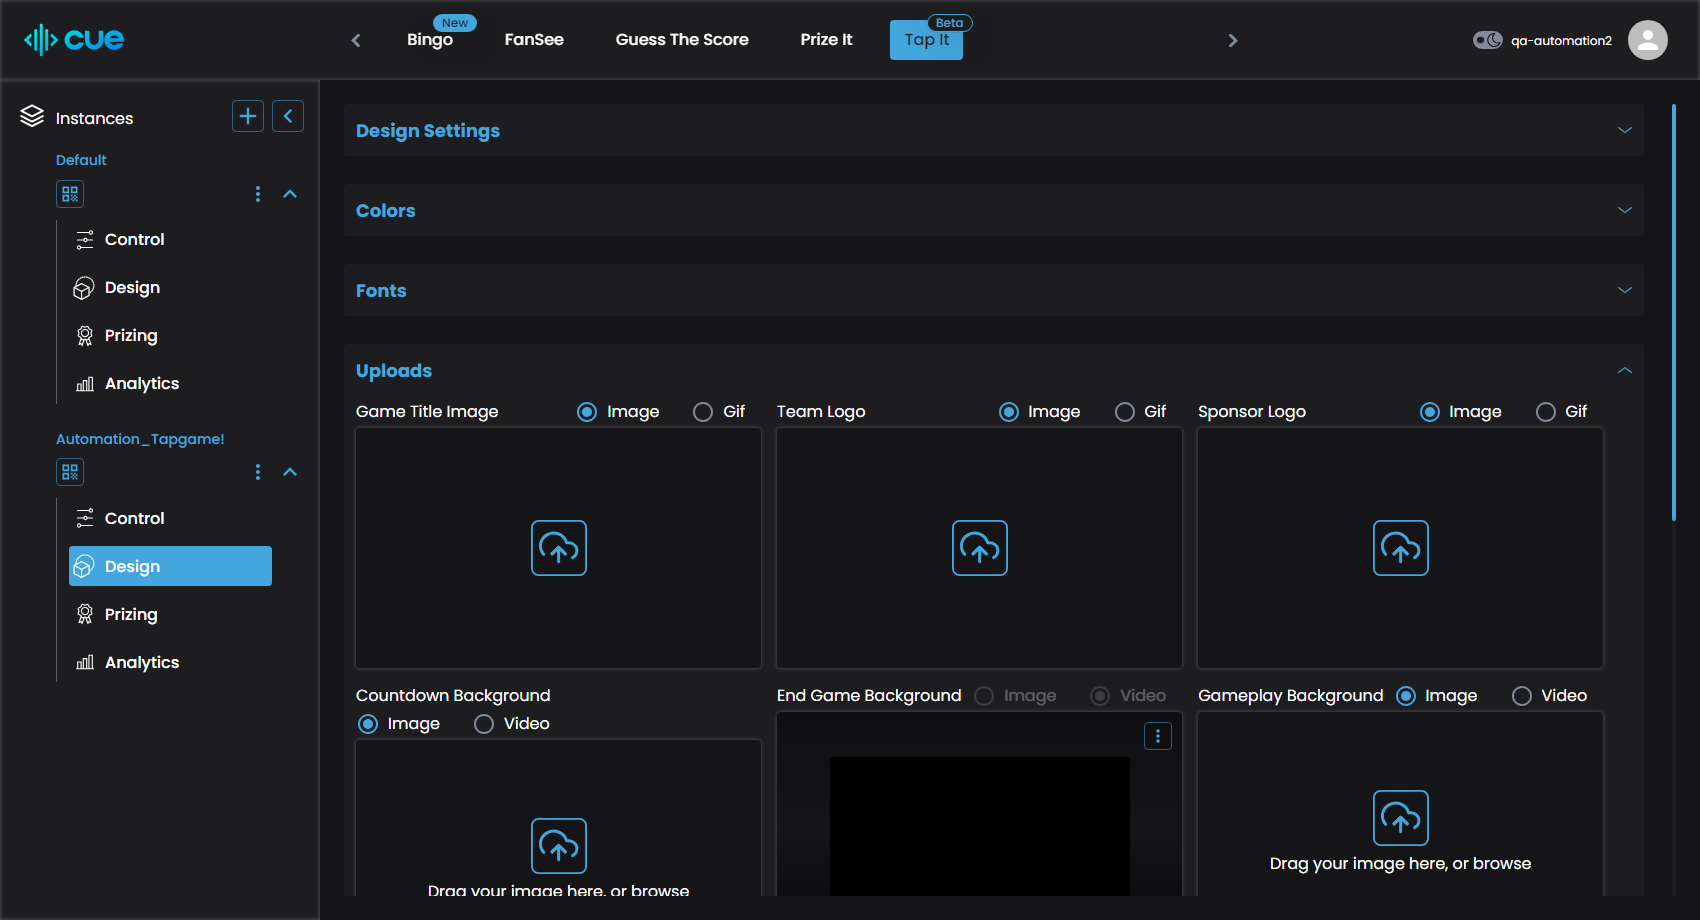 cue
New
Beta
Bingo
FanSee
Guess The Score
Prize It
Tap It
qa-automation2
Instances
Default
Control
Design
Prizing
Analytics
Automation_Tapgame!
Control
Design
Prizing
Analytics
Design Settings
Colors
Fonts
Uploads
Game Title Image Image Gif
Team Logo Image Gif
Sponsor Logo Image Gif
Countdown Background
Image Video
Drag your image here, or browse
End Game Background Image Video
Gameplay Background Image Video
Drag your image here, or browse